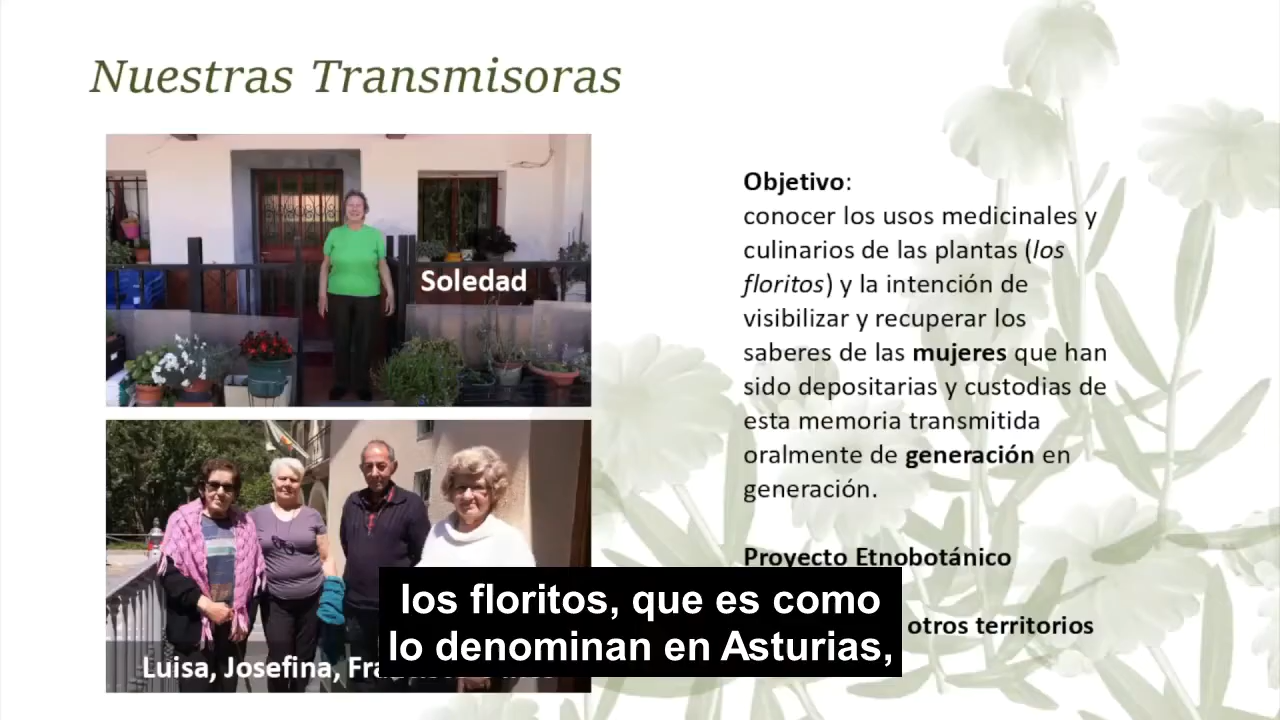 Nuestras Transmisoras
Soledad
Luisa, Josefina,
Objetivo:
conocer los usos medicinales y
culinarios de las plantas (los
floritos) y la intención de
visibilizar y recuperar los
saberes de las mujeres que han
sido depositarias y custodias de
esta memoria transmitida
oralmente de generación en
generación.
Proyecto Etnobotánico
otros territorios
los floritos, que es como
lo denominan en Asturias,